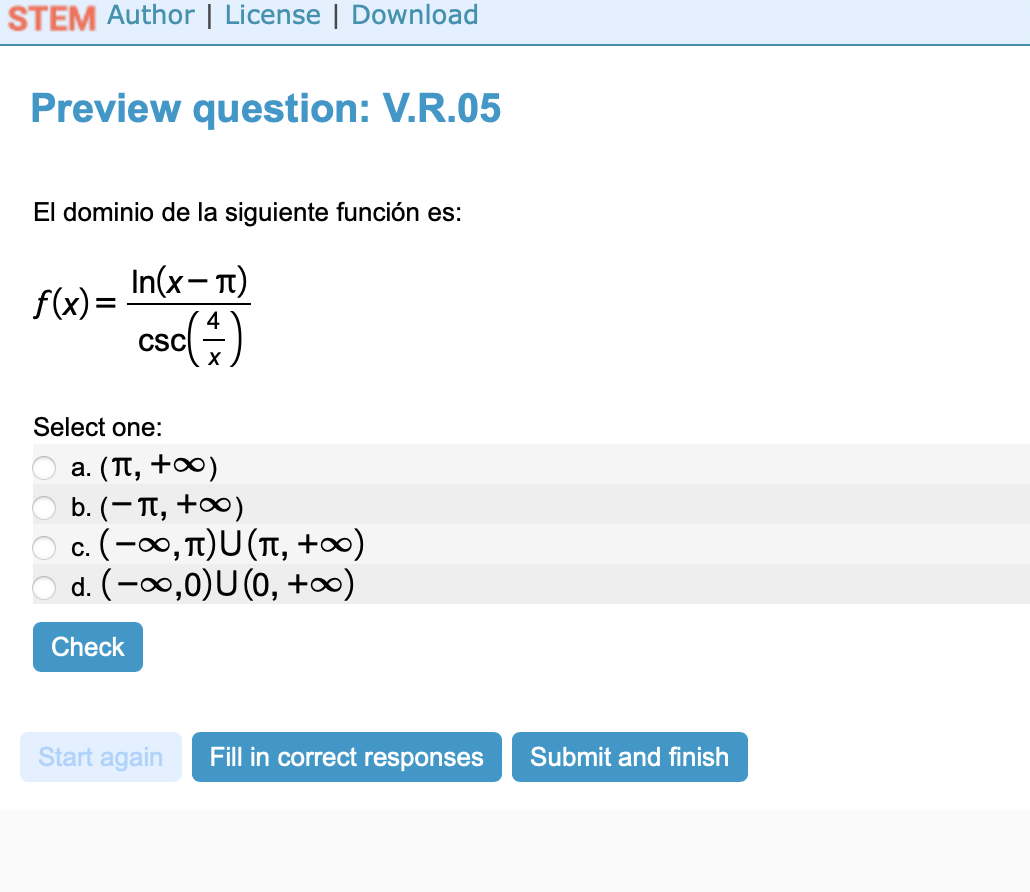 STEM Author | License | Download
Preview question: V.R.05
El dominio de la siguiente función es:
f(x)= ln(x− π) / csc(4/x)
Select one:
a. (π, +∞)
b. (− π, +∞)
c. (−∞,π)∪(π, +∞)
d. (−∞,0)∪(0, +∞)
Check
Start again Fill in correct responses Submit and finish